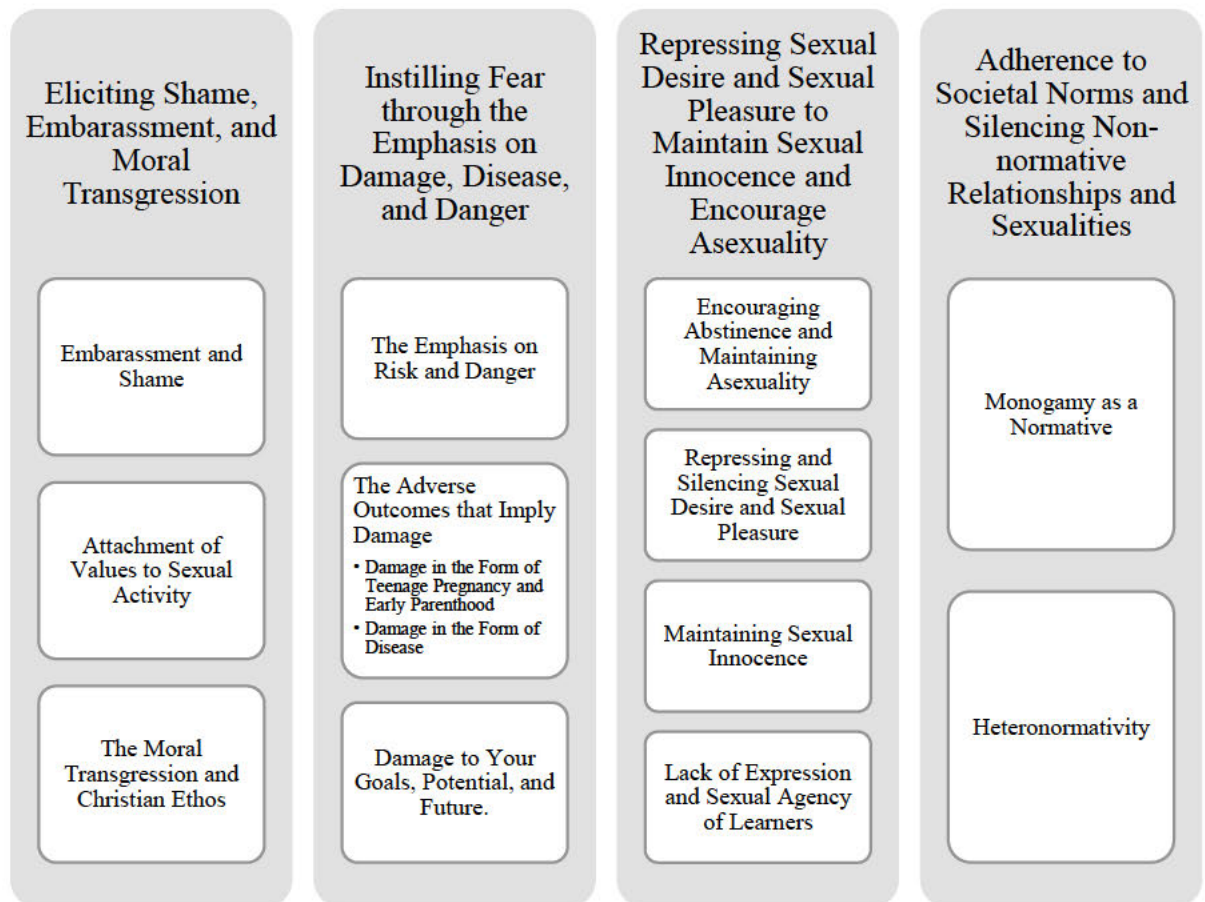 Eliciting Shame,
Embarassment, and
Moral
Transgression
Embarassment and
Shame
Attachment of
Values to Sexual
Activity
The Moral
Transgression and
Christian Ethos
Instilling Fear
through the
Emphasis on
Damage, Disease,
and Danger
The Emphasis on
Risk and Danger
The Adverse
Outcomes that Imply
Damage
• Damage in the Form of
Teenage Pregnancy and
Early Parenthood
• Damage in the Form of
Disease
Damage to Your
Goals, Potential, and
Future.
Repressing Sexual
Desire and Sexual
Pleasure to
Maintain Sexual
Innocence and
Encourage
Asexuality
Encouraging
Abstinence and
Maintaining
Asexuality
Repressing and
Silencing Sexual
Desire and Sexual
Pleasure
Maintaining Sexual
Innocence
Lack of Expression
and Sexual Agency
of Learners
Adherence to
Societal Norms and
Silencing Non-
normative
Relationships and
Sexualities
Monogamy as a
Normative
Heteronormativity